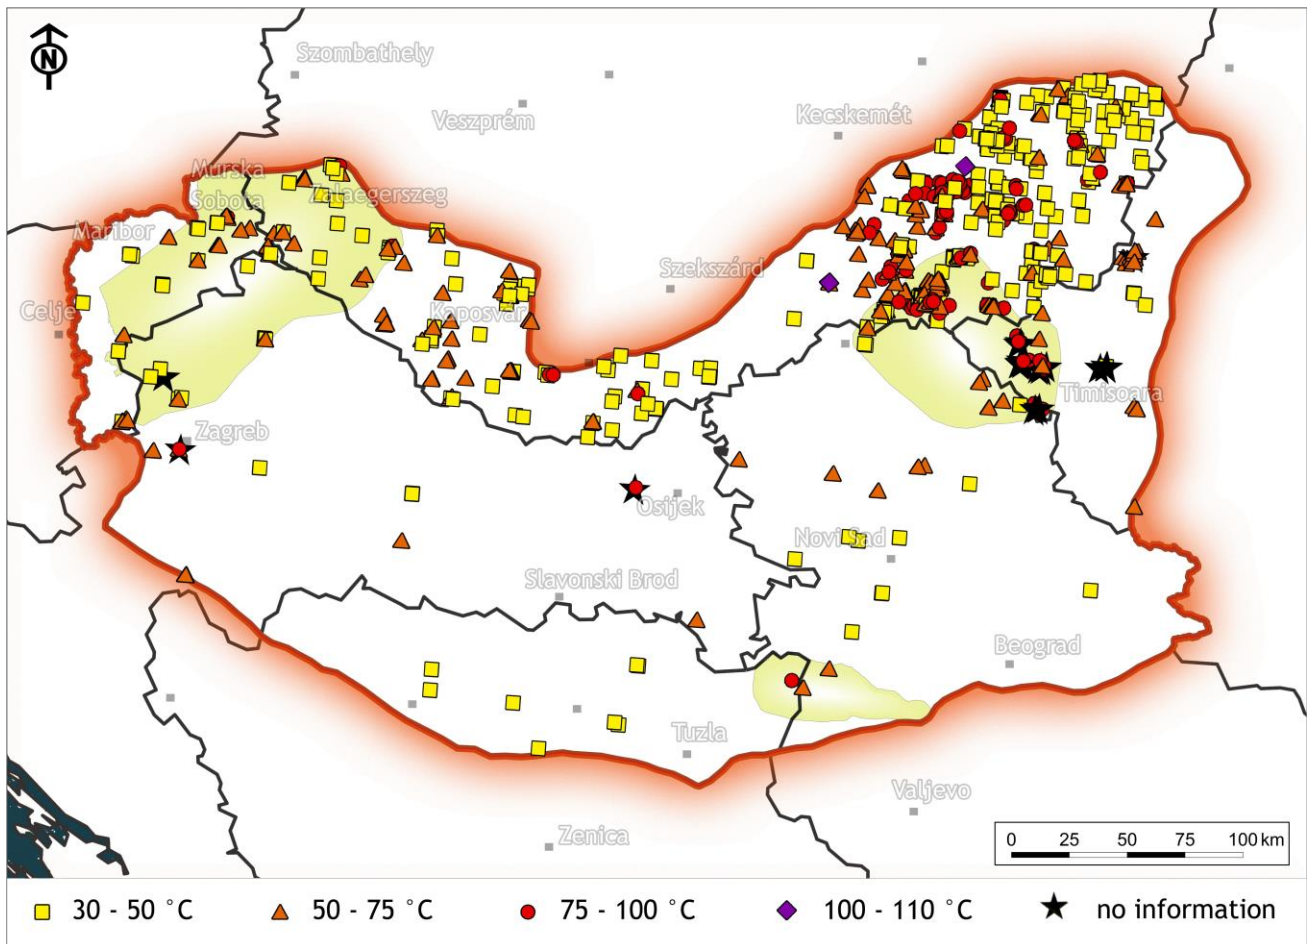 N
Szombathely
Veszprém
Kecskemét
Murska
Sobota
Zalaegerszeg
Maribor
Szekszárd
Celje
Kaposvár
Timisoara
Zagreb
Osijek
Novi Sad
Slavonski Brod
Beograd
Tuzla
Valjevo
Zenica
0 25 50 75 100 km
30 - 50 °C 50 - 75 °C 75 - 100 °C 100 - 110 °C no information